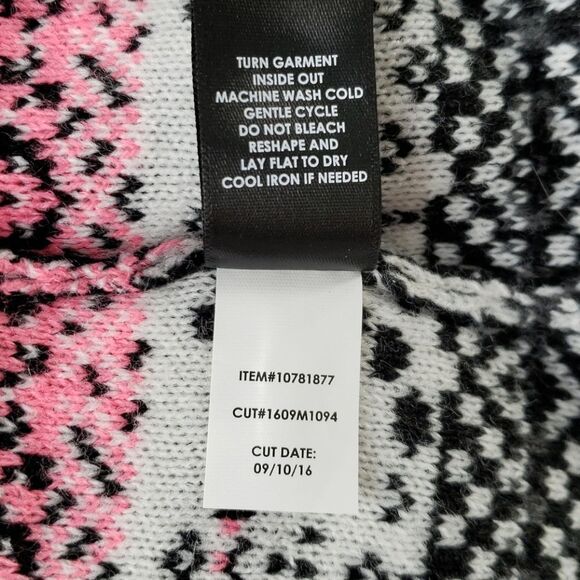 TURN GARMENT
INSIDE OUT
MACHINE WASH COLD
GENTLE CYCLE
DO NOT BLEACH
RESHAPE AND
LAY FLAT TO DRY
COOL IRON IF NEEDED
ITEM#10781877
CUT#1609M1094
CUT DATE:
09/10/16